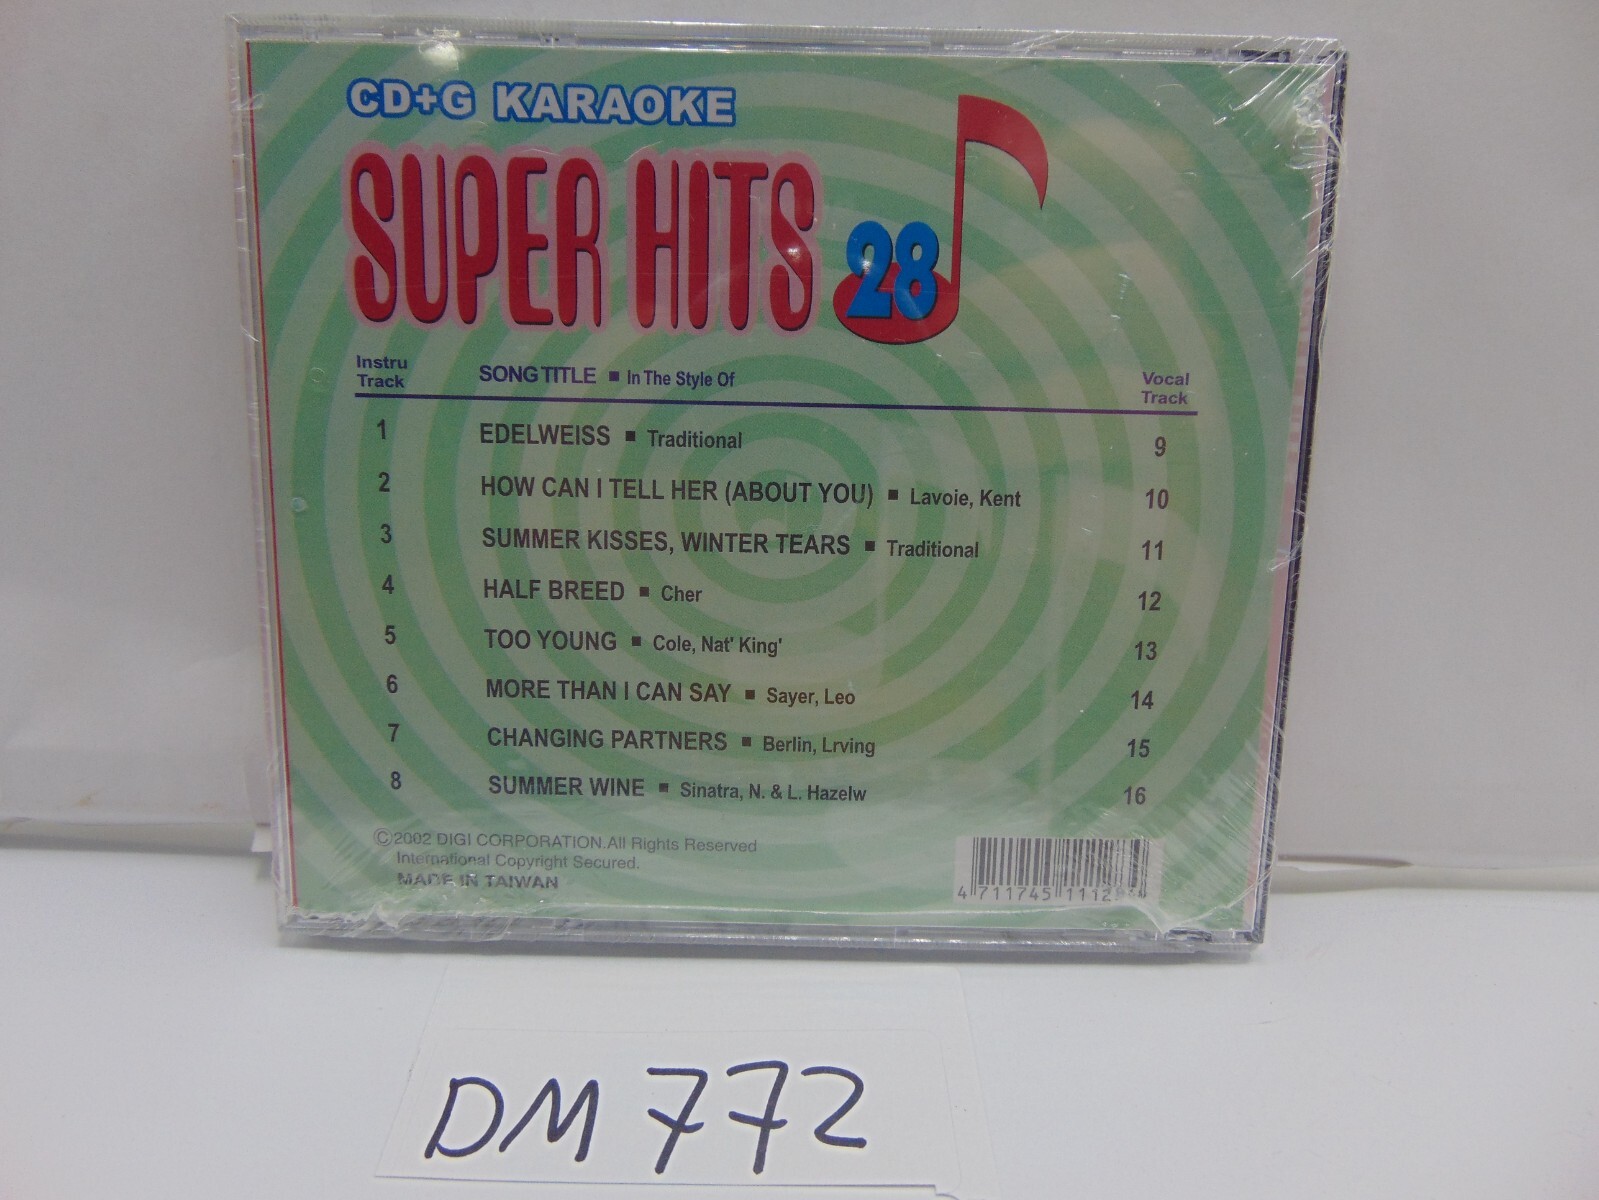 CD+G KARAOKE
SUPER HITS 28
Instru Track SONG TITLE ■ In The Style Of Vocal Track
1 EDELWEISS ■ Traditional 9
2 HOW CAN I TELL HER (ABOUT YOU) ■ Lavoie, Kent 10
3 SUMMER KISSES, WINTER TEARS ■ Traditional 11
4 HALF BREED ■ Cher 12
5 TOO YOUNG ■ Cole, Nat' King' 13
6 MORE THAN I CAN SAY ■ Sayer, Leo 14
7 CHANGING PARTNERS ■ Berlin, Lrving 15
8 SUMMER WINE ■ Sinatra, N. & L. Hazelw 16
©2002 DIGI CORPORATION.All Rights Reserved
International Copyright Secured.
MADE IN TAIWAN
4 711745
DM 772